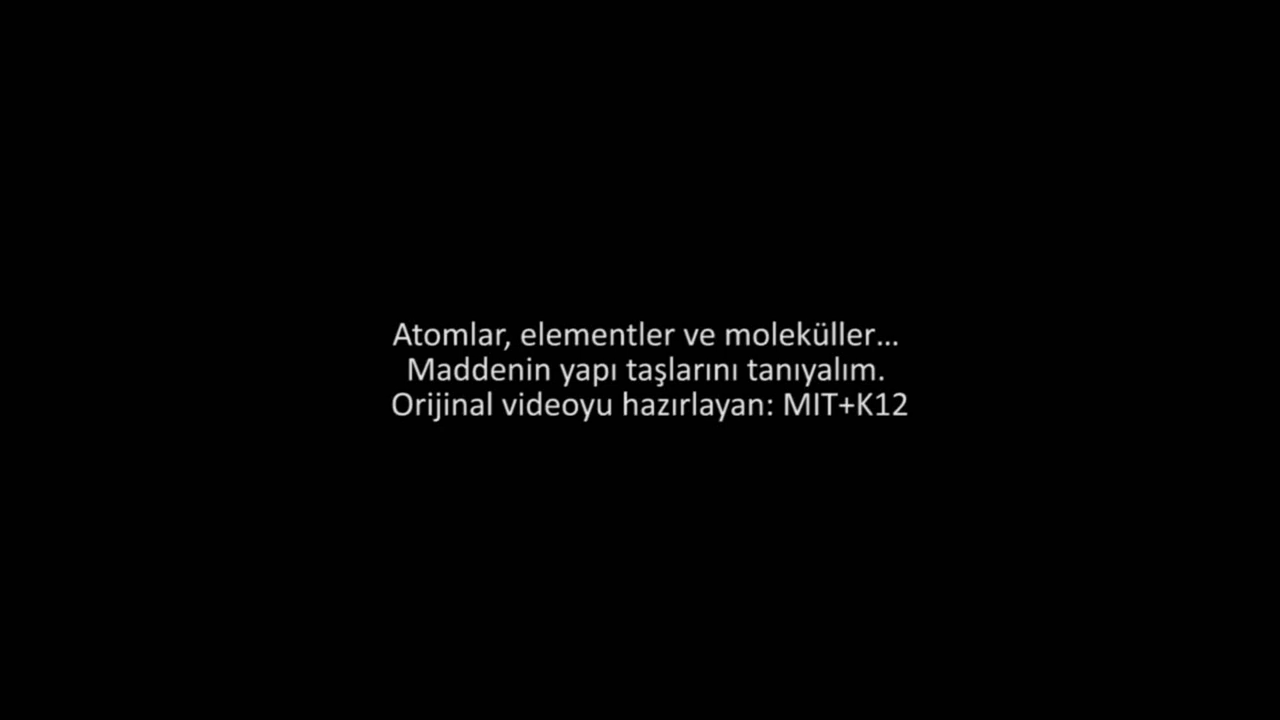 Atomlar, elementler ve moleküller...
Maddenin yapı taşlarını tanıyalım.
Orijinal videoyu hazırlayan: MIT+K12